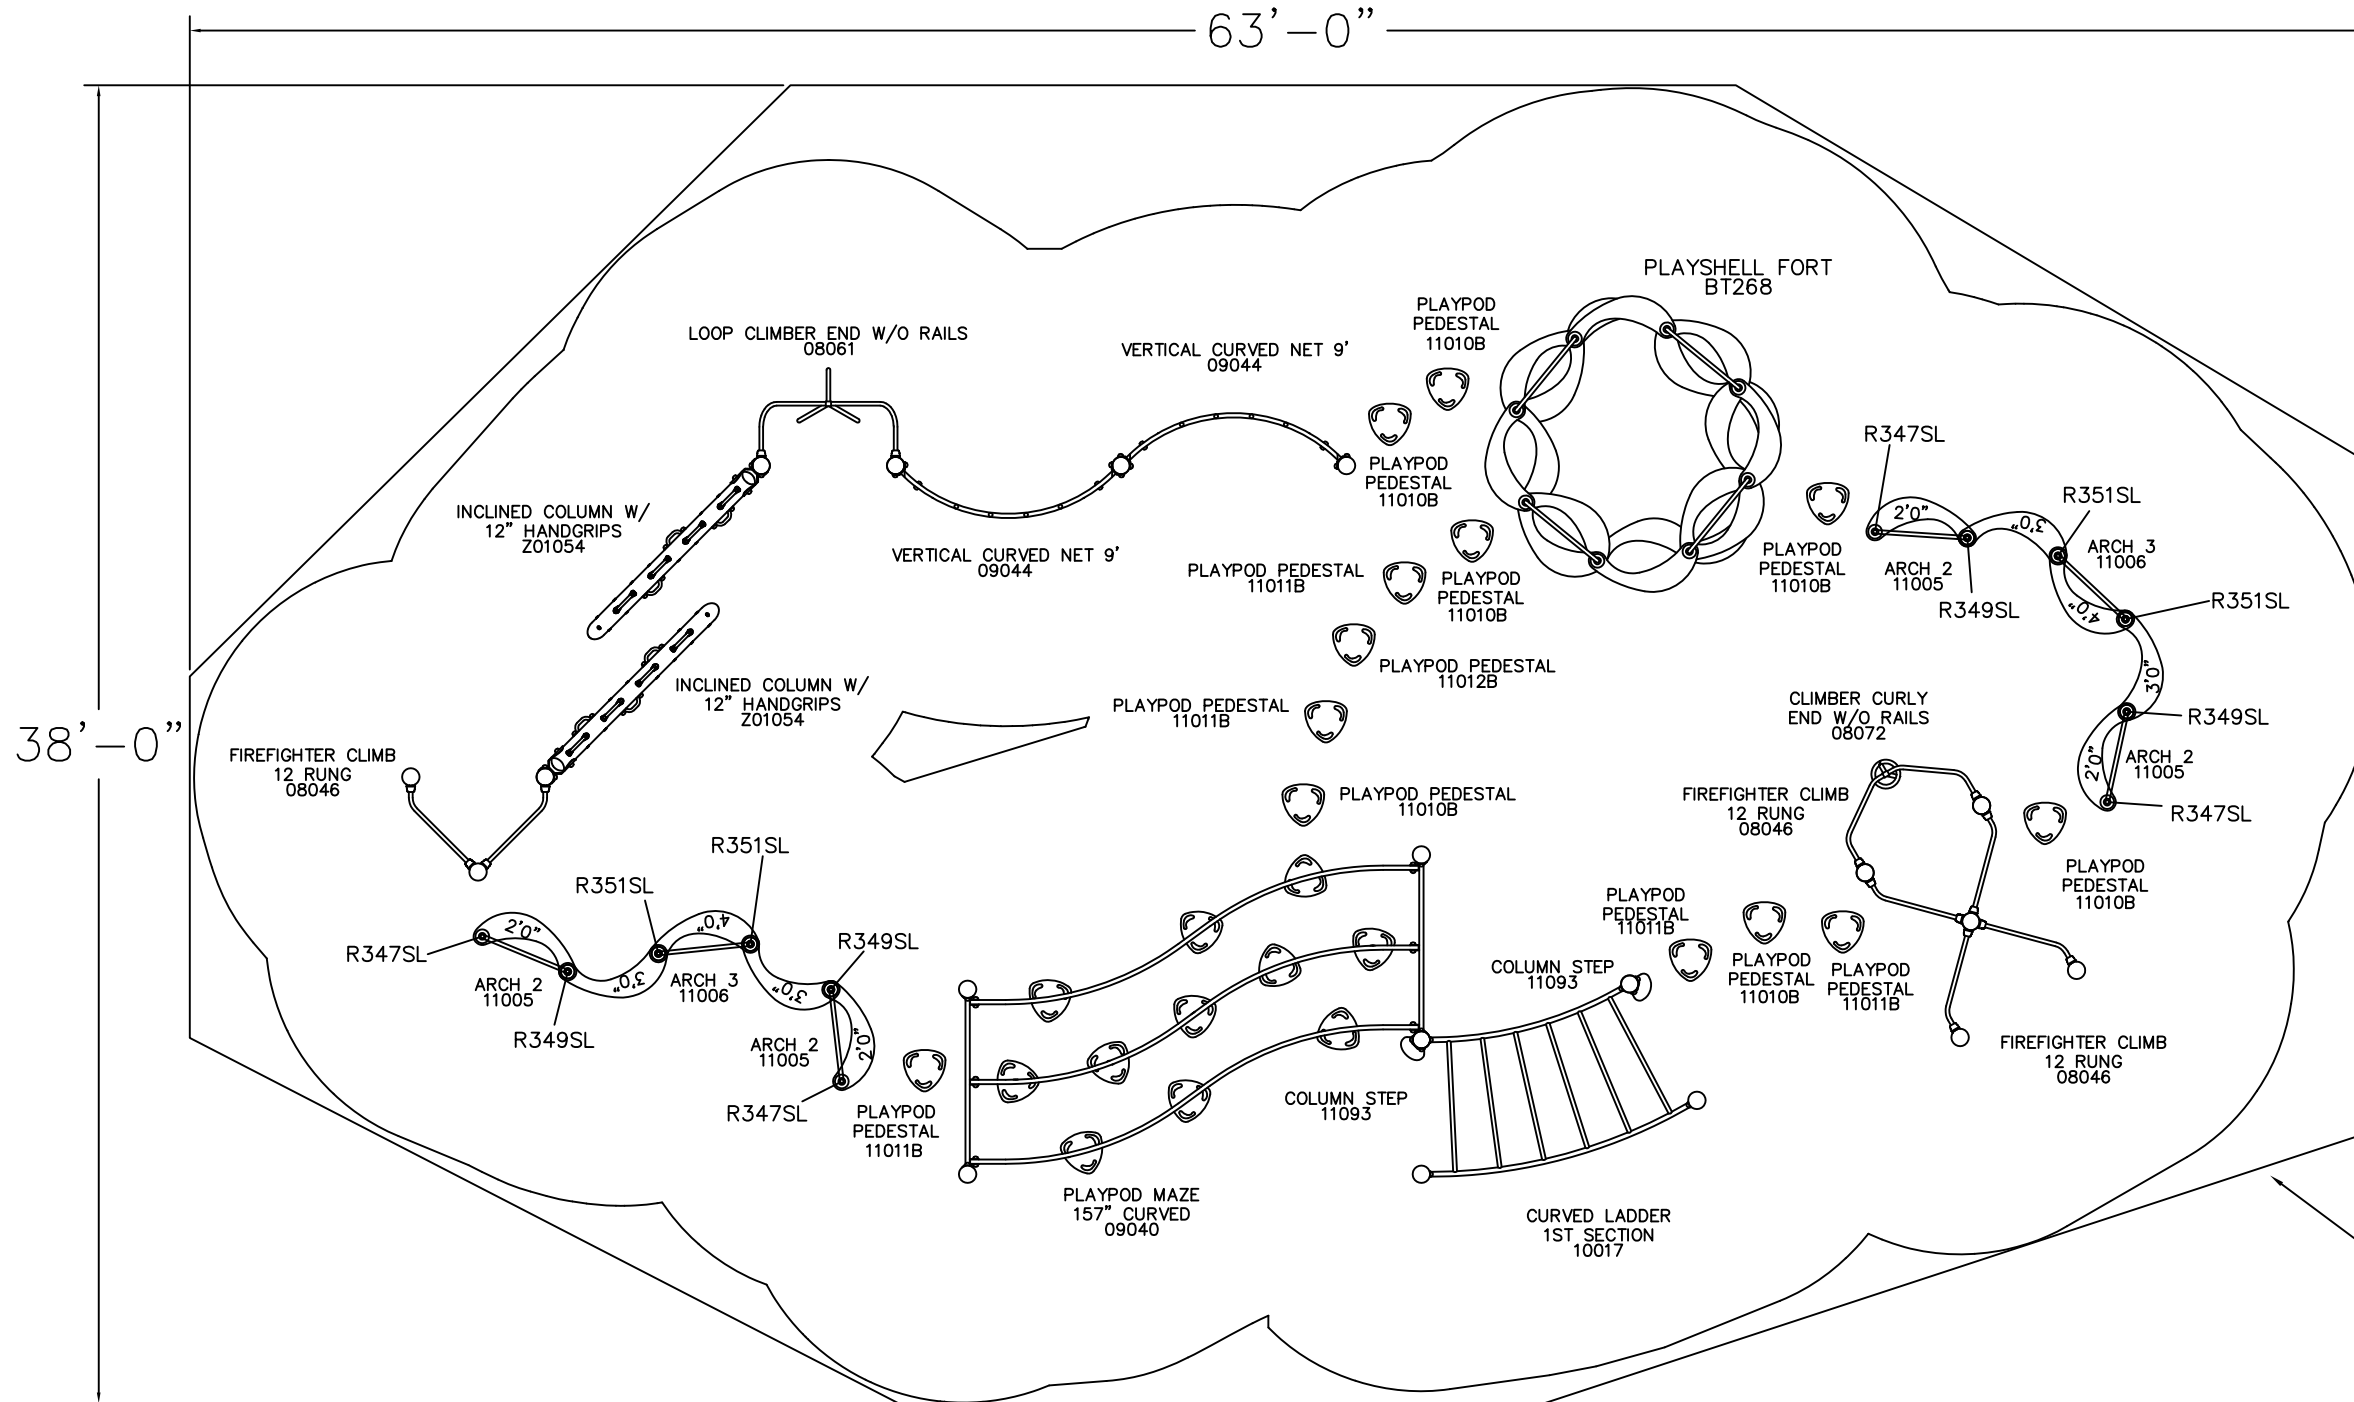 63'-0"
38'-0"
PLAYSHELL FORT
BT268
PLAYPOD
PEDESTAL
11010B
LOOP CLIMBER END W/O RAILS
08061
VERTICAL CURVED NET 9'
09044
PLAYPOD
PEDESTAL
11010B
INCLINED COLUMN W/
12" HANDGRIPS
Z01054
VERTICAL CURVED NET 9'
09044
PLAYPOD PEDESTAL
11011B
PLAYPOD
PEDESTAL
11010B
PLAYPOD
PEDESTAL
11010B
R347SL
2'0"
3'0"
R351SL
ARCH 3
11006
ARCH 2
11005
R349SL
4'0"
R351SL
3'0"
R349SL
ARCH 2
11005
2'0"
R347SL
PLAYPOD PEDESTAL
11012B
INCLINED COLUMN W/
12" HANDGRIPS
Z01054
PLAYPOD PEDESTAL
11011B
CLIMBER CURLY
END W/O RAILS
08072
FIREFIGHTER CLIMB
12 RUNG
08046
PLAYPOD PEDESTAL
11010B
FIREFIGHTER CLIMB
12 RUNG
08046
PLAYPOD
PEDESTAL
11010B
R351SL
R351SL
4'0"
2'0"
R347SL
R349SL
ARCH 2
11005
3'0"
ARCH 3
11006
3'0"
R349SL
ARCH 2
11005
2'0"
R347SL
PLAYPOD
PEDESTAL
11011B
PLAYPOD
PEDESTAL
11011B
COLUMN STEP
11093
PLAYPOD
PEDESTAL
11010B
PLAYPOD
PEDESTAL
11011B
COLUMN STEP
11093
FIREFIGHTER CLIMB
12 RUNG
08046
PLAYPOD MAZE
157" CURVED
09040
CURVED LADDER
1ST SECTION
10017